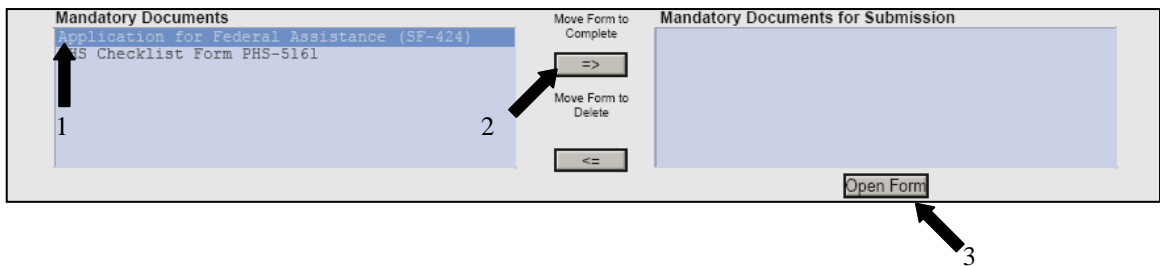 Mandatory Documents
Application for Federal Assistance (SF-424)
HS Checklist Form PHS-5161
Move Form to
Complete
=>
Move Form to
Delete
<=
Mandatory Documents for Submission
Open Form
1
2
3